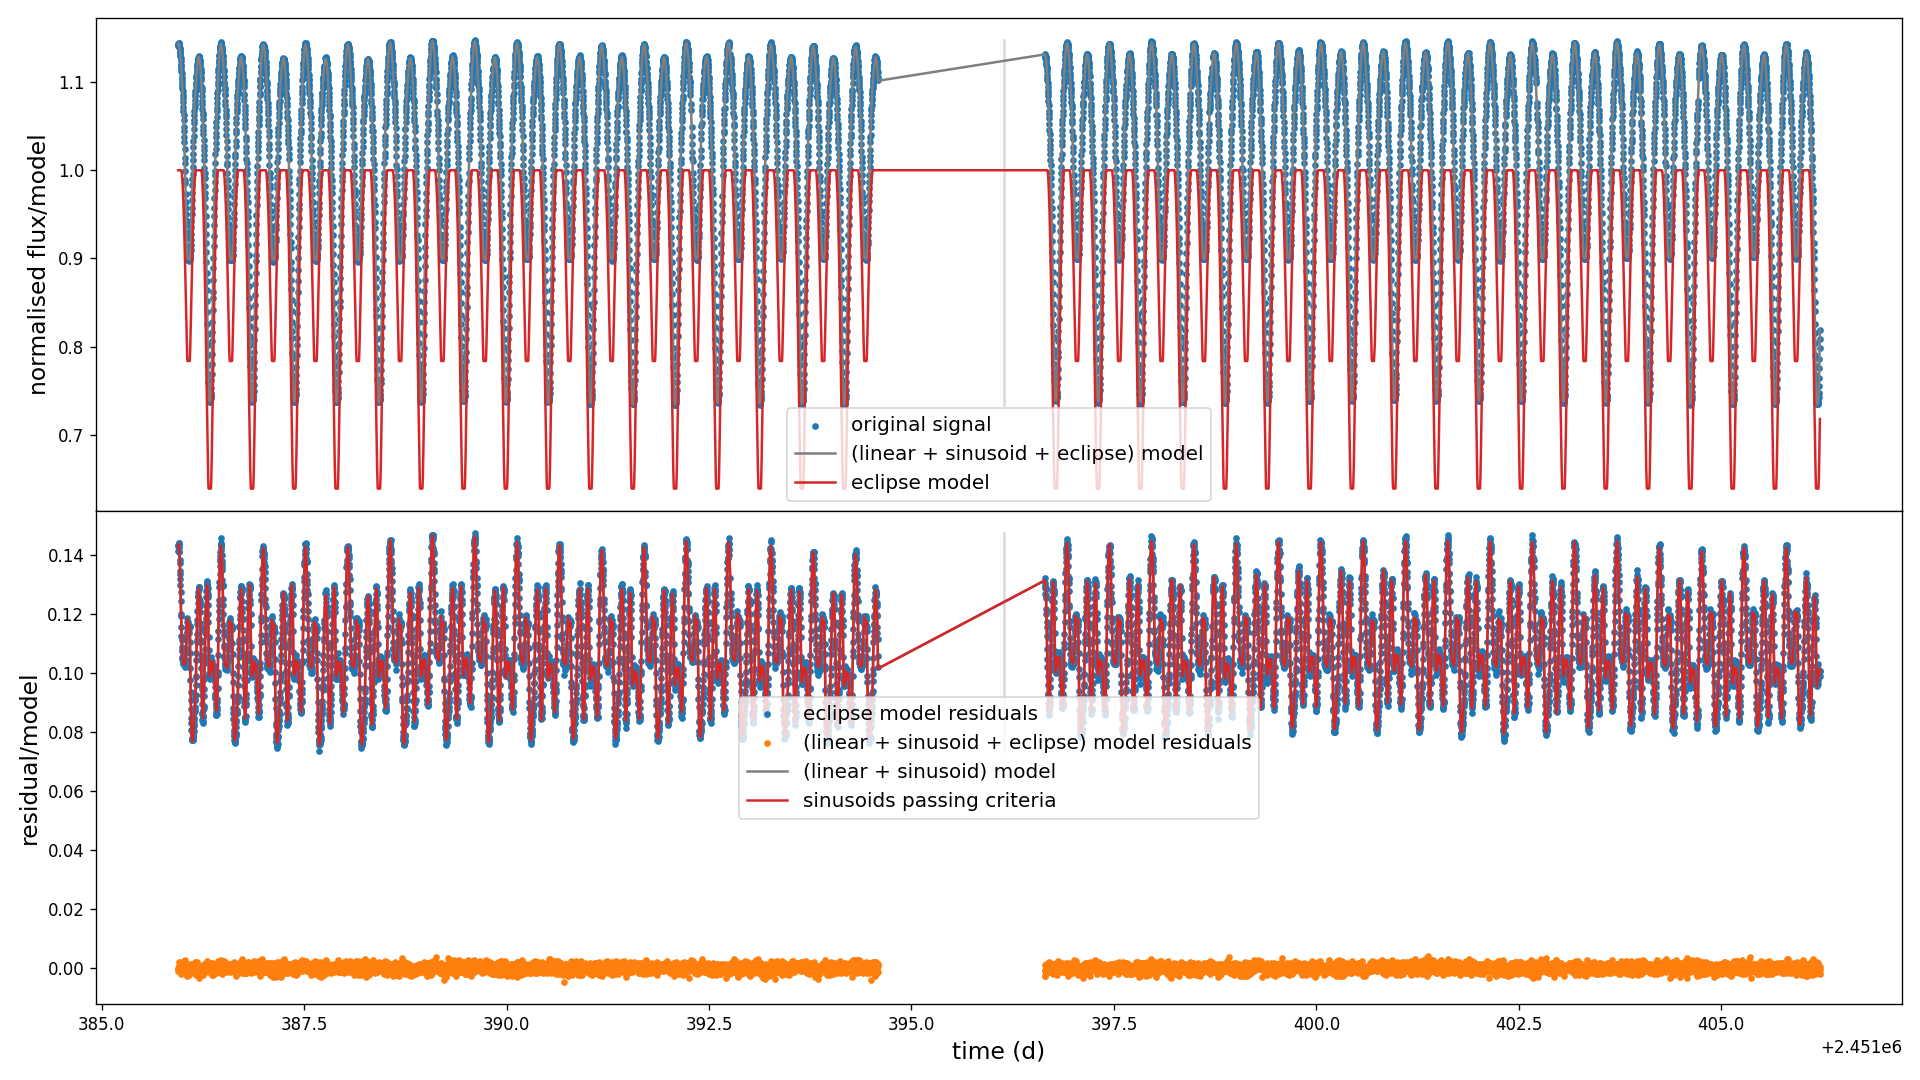 normalised flux/model
1.1
1.0
0.9
0.8
0.7
original signal
(linear + sinusoid + eclipse) model
eclipse model
residual/model
0.14
0.12
0.10
0.08
0.06
0.04
0.02
0.00
eclipse model residuals
(linear + sinusoid + eclipse) model residuals
(linear + sinusoid) model
sinusoids passing criteria
385.0 387.5 390.0 392.5 395.0 397.5 400.0 402.5 405.0
time (d)
+2.451e6